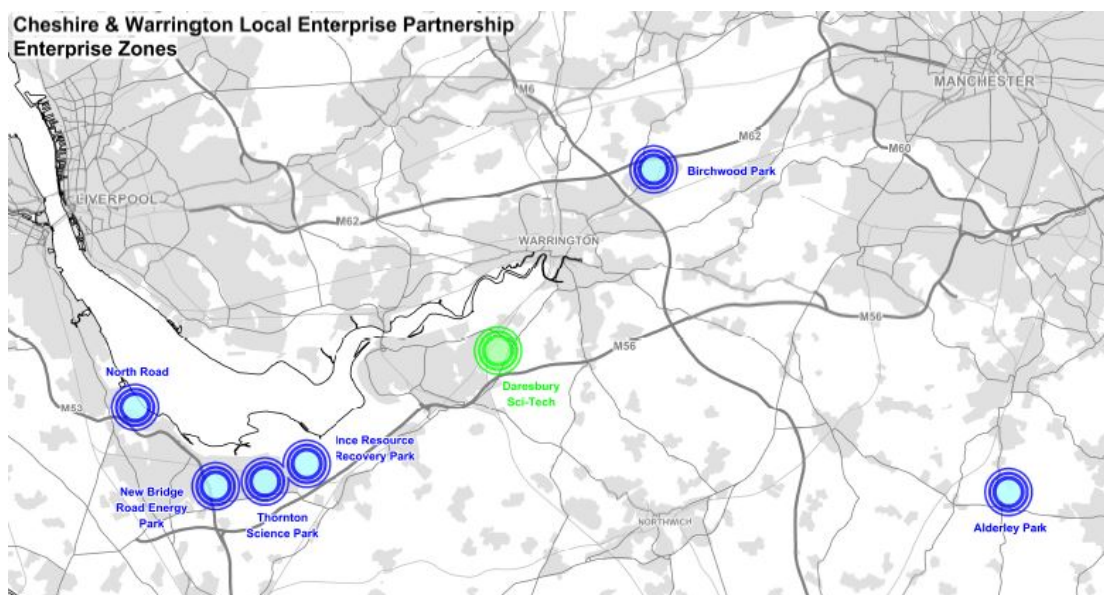 Cheshire & Warrington Local Enterprise Partnership
Enterprise Zones
M6
MANCHESTER
M62
M60
Birchwood Park
LIVERPOOL
M62
WARRINGTON
M56
M56
North Road
Daresbury
Sci-Tech
M53
Ince Resource
Recovery Park
New Bridge
Road Energy
Park
Thornton
Science Park
NORTHWICH
Alderley Park